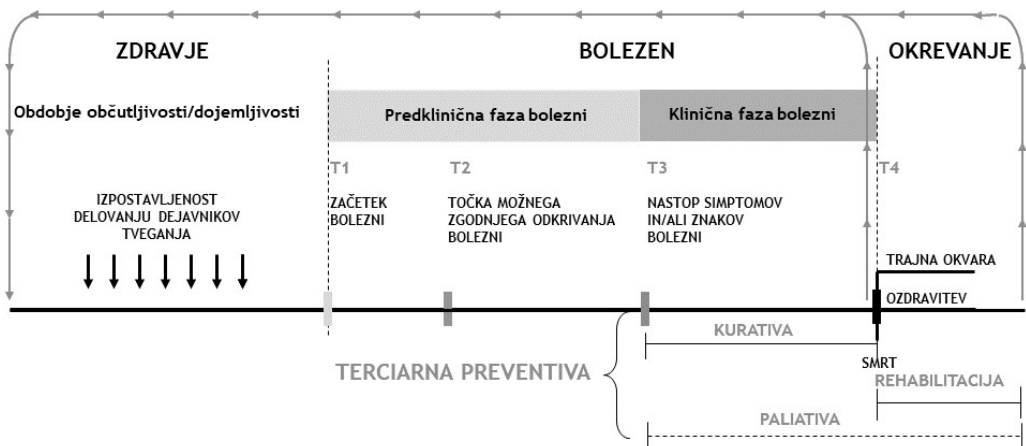 ZDRAVJE
BOLEZEN
OKREVANJE
Obdobje občutljivosti/dojemljivosti
Predklinična faza bolezni
Klinična faza bolezni
T1
T2
T3
T4
IZPOSTAVLJENOST
DELOVANJU DEJAVNIKOV
TVEGANJA
ZAČETEK
BOLEZNI
TOČKA MOŽNEGA
ZGODNJEGA ODKRIVANJA
BOLEZNI
NASTOP SIMPTOMOV
IN/ALI ZNAKOV
BOLEZNI
TRAJNA OKVARA
OZDRAVITEV
KURATIVA
SMRT
TERCIARNA PREVENTIVA
REHABILITACIJA
PALIATIVA